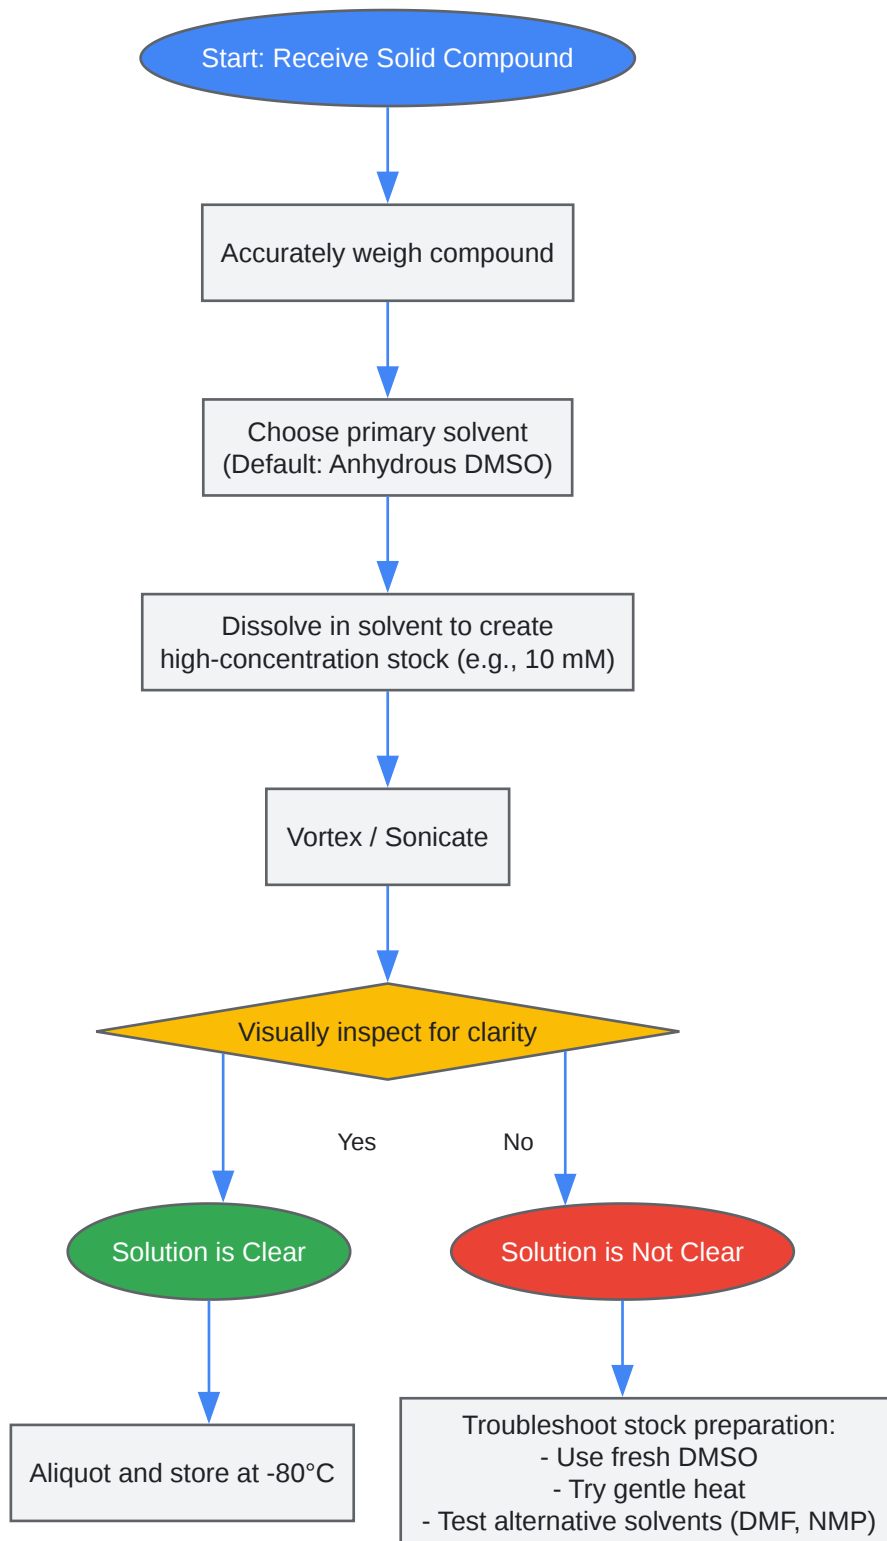 Start: Receive Solid Compound
Accurately weigh compound
Choose primary solvent
(Default: Anhydrous DMSO)
Dissolve in solvent to create
high-concentration stock (e.g., 10 mM)
Vortex / Sonicate
Visually inspect for clarity
Yes
No
Solution is Clear
Solution is Not Clear
Aliquot and store at -80°C
Troubleshoot stock preparation:
- Use fresh DMSO
- Try gentle heat
- Test alternative solvents (DMF, NMP)